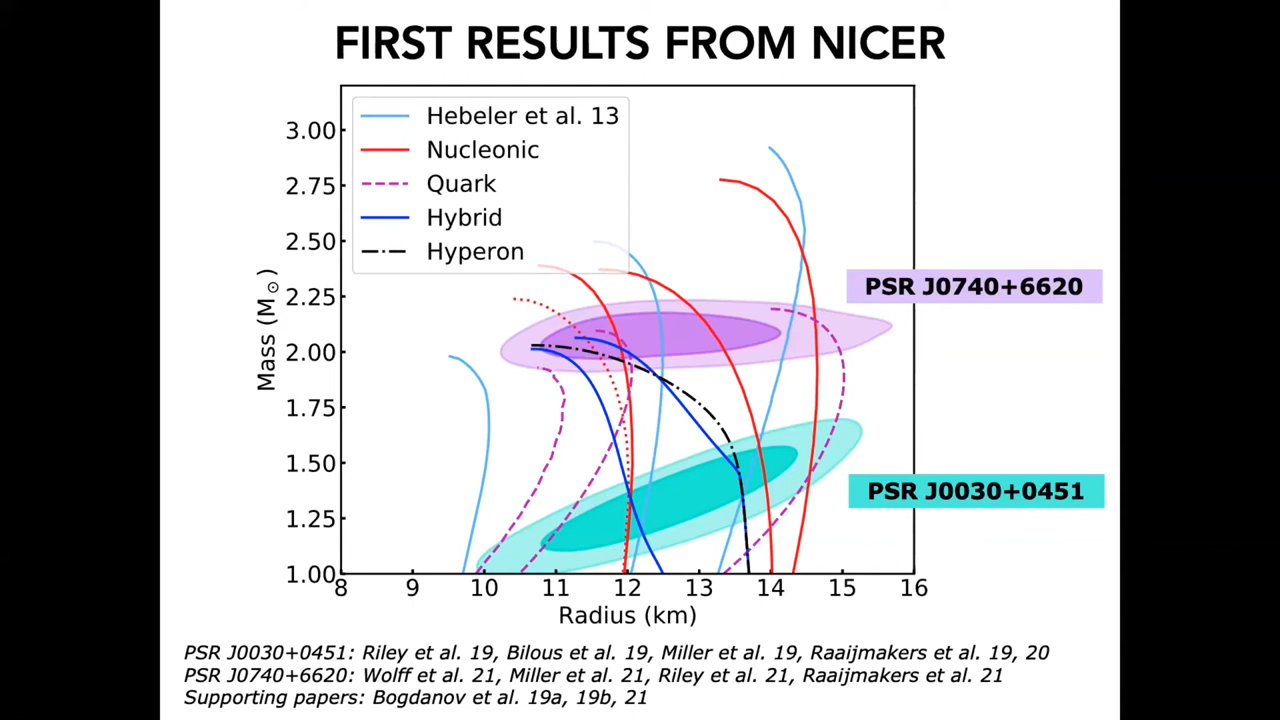 FIRST RESULTS FROM NICER
Hebeler et al. 13
Nucleonic
Quark
Hybrid
Hyperon
3.00
2.75
2.50
2.25
2.00
1.75
1.50
1.25
1.00
Mass (M⊙)
PSR J0740+6620
PSR J0030+0451
8 9 10 11 12 13 14 15 16
Radius (km)
PSR J0030+0451: Riley et al. 19, Bilous et al. 19, Miller et al. 19, Raaijmakers et al. 19, 20
PSR J0740+6620: Wolff et al. 21, Miller et al. 21, Riley et al. 21, Raaijmakers et al. 21
Supporting papers: Bogdanov et al. 19a, 19b, 21